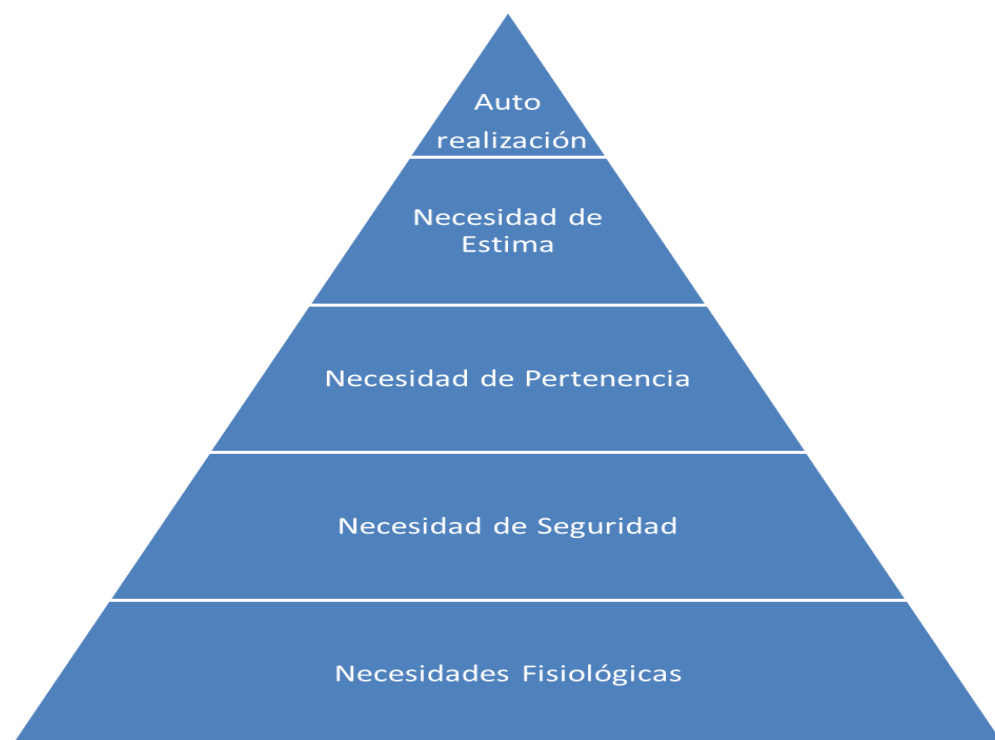 Auto
realización
Necesidad de
Estima
Necesidad de Pertenencia
Necesidad de Seguridad
Necesidades Fisiológicas